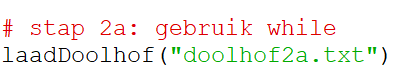 # stap 2a: gebruik while
laadDoolhof("doolhof2a.txt")